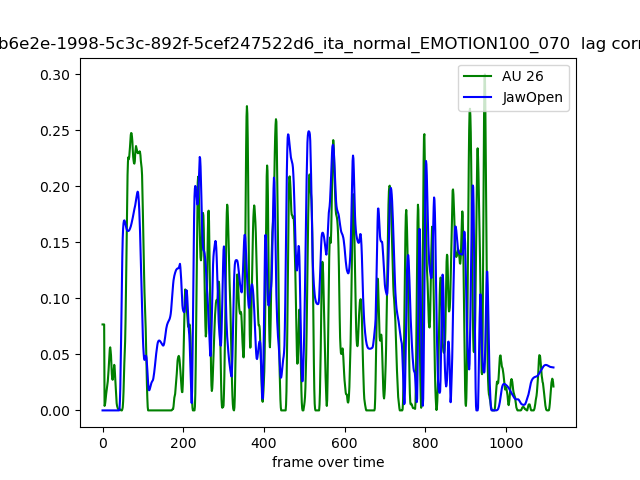 b6e2e-1998-5c3c-892f-5cef247522d6_ita_normal_EMOTION100_070 lag corr
AU 26
JawOpen
0.30
0.25
0.20
0.15
0.10
0.05
0.00
0 200 400 600 800 1000
frame over time